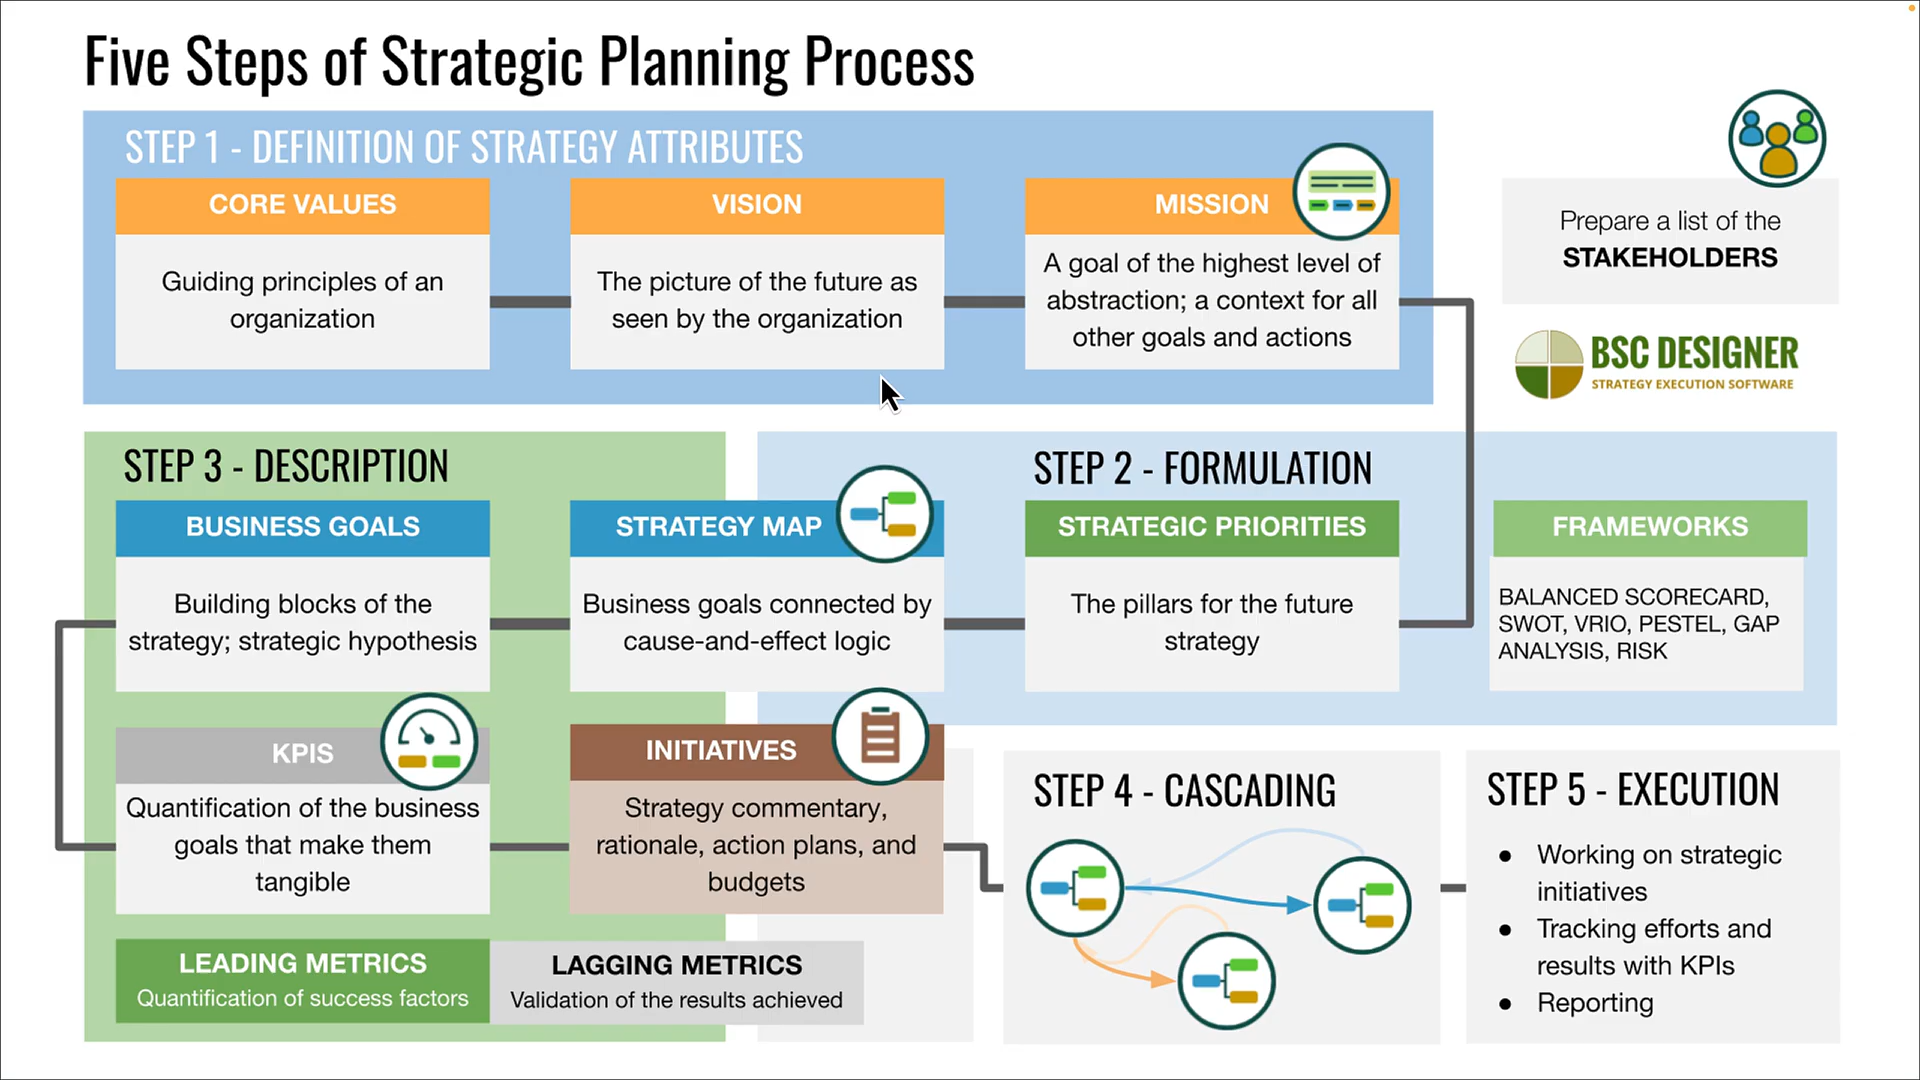 Five Steps of Strategic Planning Process
STEP 1 - DEFINITION OF STRATEGY ATTRIBUTES
CORE VALUES
Guiding principles of an
organization
VISION
The picture of the future as
seen by the organization
MISSION
A goal of the highest level of
abstraction; a context for all
other goals and actions
Prepare a list of the
STAKEHOLDERS
BSC DESIGNER
STRATEGY EXECUTION SOFTWARE
STEP 2 - FORMULATION
STRATEGIC PRIORITIES
The pillars for the future
strategy
FRAMEWORKS
BALANCED SCORECARD,
SWOT, VRIO, PESTEL, GAP
ANALYSIS, RISK
STEP 3 - DESCRIPTION
STRATEGY MAP
Business goals connected by
cause-and-effect logic
BUSINESS GOALS
Building blocks of the
strategy; strategic hypothesis
KPIS
Quantification of the business
goals that make them
tangible
INITIATIVES
Strategy commentary,
rationale, action plans, and
budgets
LEADING METRICS
Quantification of success factors
LAGGING METRICS
Validation of the results achieved
STEP 4 - CASCADING
STEP 5 - EXECUTION
● Working on strategic
initiatives
● Tracking efforts and
results with KPIs
● Reporting